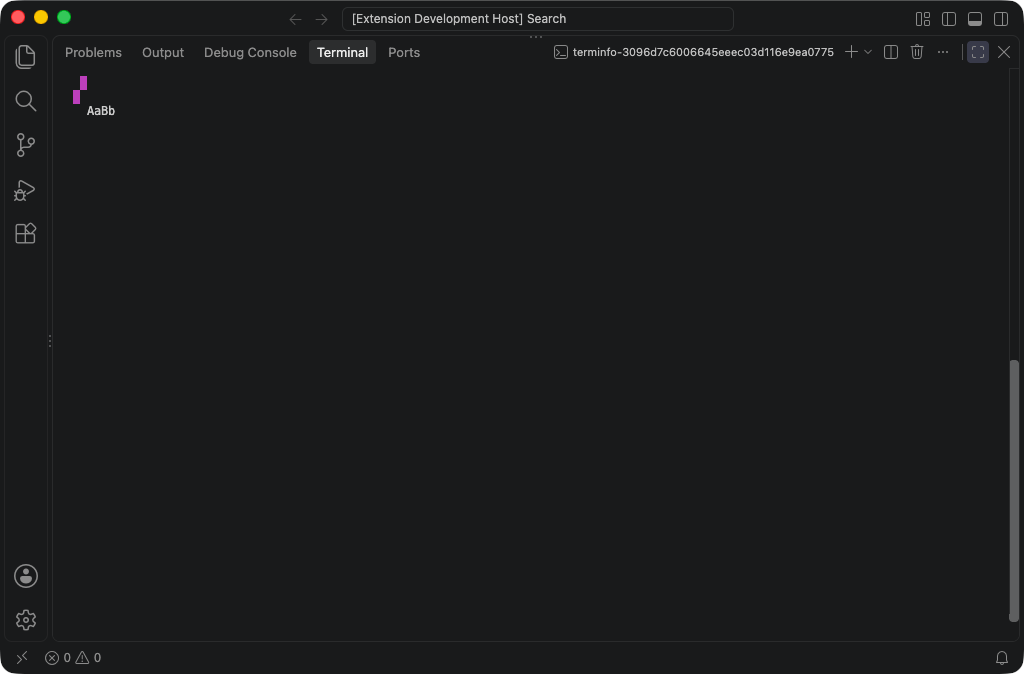 [Extension Development Host] Search
Problems Output Debug Console Terminal Ports terminfo-3096d7c6006645eeec03d116e9ea0775
AaBb
0 0